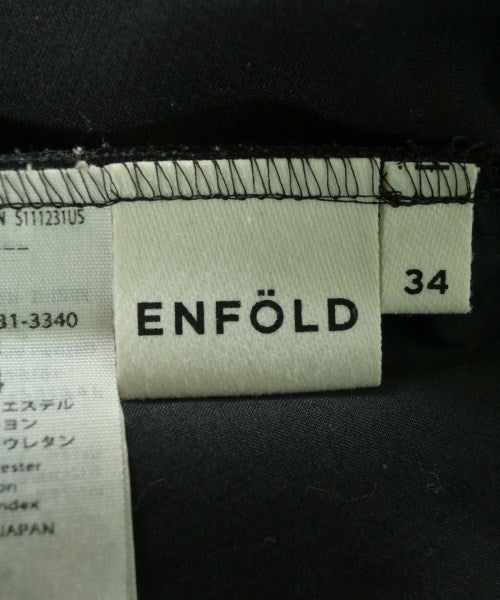 S111231US
31-3340
ENFÖLD
34
エステル
ヨン
ウレタン
ester
on
ndex
JAPAN